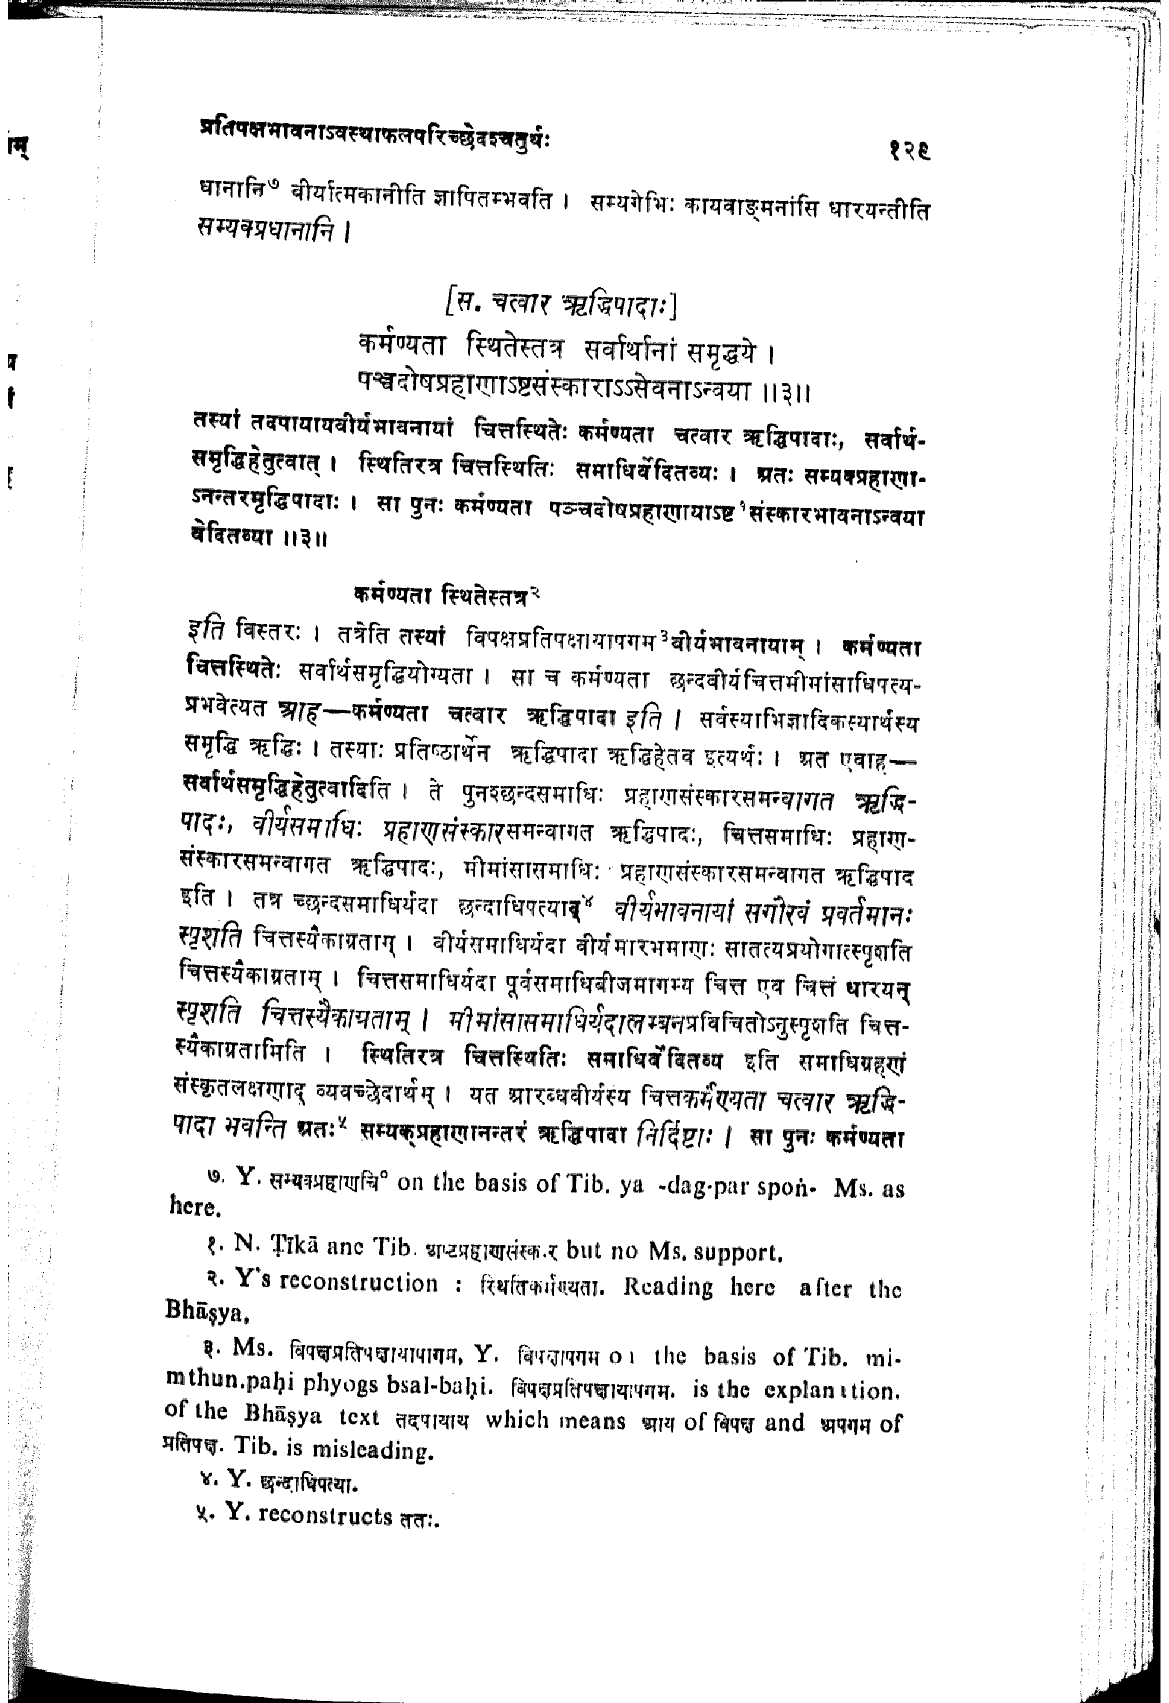 प्रतिपक्षभावनाऽवस्थाफलपरिच्छेदश्चतुर्थः १२९
धानानि७ वीर्यात्मकानीति ज्ञापितम्भवति । सम्यगेभिः कायवाङ्मनांसि धारयन्तीति
सम्यक्प्रधानानि ।
[स. चत्वार ऋद्धिपादाः]
कर्मण्यता स्थितेस्तत्र सर्वार्थानां समृद्धये ।
पञ्चदोषप्रहाणाऽष्टसंस्काराऽऽसेवनाऽन्वया ॥३॥
तस्यां तदपायायवीर्यभावनायां चित्तस्थितेः कर्मण्यता चत्वार ऋद्धिपादाः, सर्वार्थ-
समृद्धिहेतुत्वात् । स्थितिरत्र चित्तस्थितिः समाधिर्वेदितव्यः । अतः सम्यक्प्रहाणा-
ऽनन्तरमृद्धिपादाः । सा पुनः कर्मण्यता पञ्चदोषप्रहाणायाऽष्ट१संस्कारभावनाऽन्वया
वेदितव्या ॥३॥
कर्मण्यता स्थितेस्तत्र२
इति विस्तरः । तत्रेति तस्यां विपक्षप्रतिपक्षायापगम३वीर्यभावनायाम् । कर्मण्यता
चित्तस्थितेः सर्वार्थसमृद्धियोग्यता । सा च कर्मण्यता छन्दवीर्यचित्तमीमांसाधिपत्य-
प्रभवेत्यत आह—कर्मण्यता चत्वार ऋद्धिपादा इति । सर्वस्याभिज्ञादिकस्यार्थस्य
समृद्धि ऋद्धिः । तस्याः प्रतिष्ठार्थेन ऋद्धिपादा ऋद्धिहेतव इत्यर्थः । अत एवाह—
सर्वार्थसमृद्धिहेतुत्वादिति । ते पुनश्छन्दसमाधिः प्रहाणसंस्कारसमन्वागत ऋद्धि-
पादः, वीर्यसमाधिः प्रहाणसंस्कारसमन्वागत ऋद्धिपादः, चित्तसमाधिः प्रहाण-
संस्कारसमन्वागत ऋद्धिपादः, मीमांसासमाधिः प्रहाणसंस्कारसमन्वागत ऋद्धिपाद
इति । तत्र च्छन्दसमाधिर्यदा छन्दाधिपत्याद्४ वीर्यभावनायां सगौरवं प्रवर्तमानः
स्पृशति चित्तस्यैकाग्रताम् । वीर्यसमाधिर्यदा वीर्यमारभमाणः सातत्यप्रयोगात्स्पृशति
चित्तस्यैकाग्रताम् । चित्तसमाधिर्यदा पूर्वसमाधिबीजमागम्य चित्त एव चित्तं धारयन्
स्पृशति चित्तस्यैकाग्रताम् । मीमांसासमाधिर्यदालम्बनप्रविचितोऽनुस्पृशति चित्त-
स्यैकाग्रतामिति । स्थितिरत्र चित्तस्थितिः समाधिर्वेदितव्य इति समाधिग्रहणं
संस्कृतलक्षणाद् व्यवच्छेदार्थम् । यत आरब्धवीर्यस्य चित्तकर्मण्यता चत्वार ऋद्धि-
पादा भवन्ति अतः५ सम्यक्प्रहाणानन्तरं ऋद्धिपादा निर्दिष्टाः । सा पुनः कर्मण्यता
७. Y. सम्यक्प्रहाणचि° on the basis of Tib. ya -dag-par spoṅ- Ms. as
here.
१. N. Ṭīkā anc Tib. अष्टप्रहाणसंस्कार but no Ms. support.
२. Y's reconstruction : स्थितिकर्मण्यता. Reading here after the
Bhāṣya.
३. Ms. विपक्षप्रतिपक्षायापागम, Y. विपक्षापगम on the basis of Tib. mi-
mthun.paḥi phyogs bsal-baḥi. विपक्षप्रतिपक्षायापगम. is the explanation.
of the Bhāṣya text तदपायाय which means आय of विपक्ष and अपगम of
प्रतिपक्ष. Tib. is misleading.
४. Y. छन्दाधिपत्या.
५. Y. reconstructs ततः.